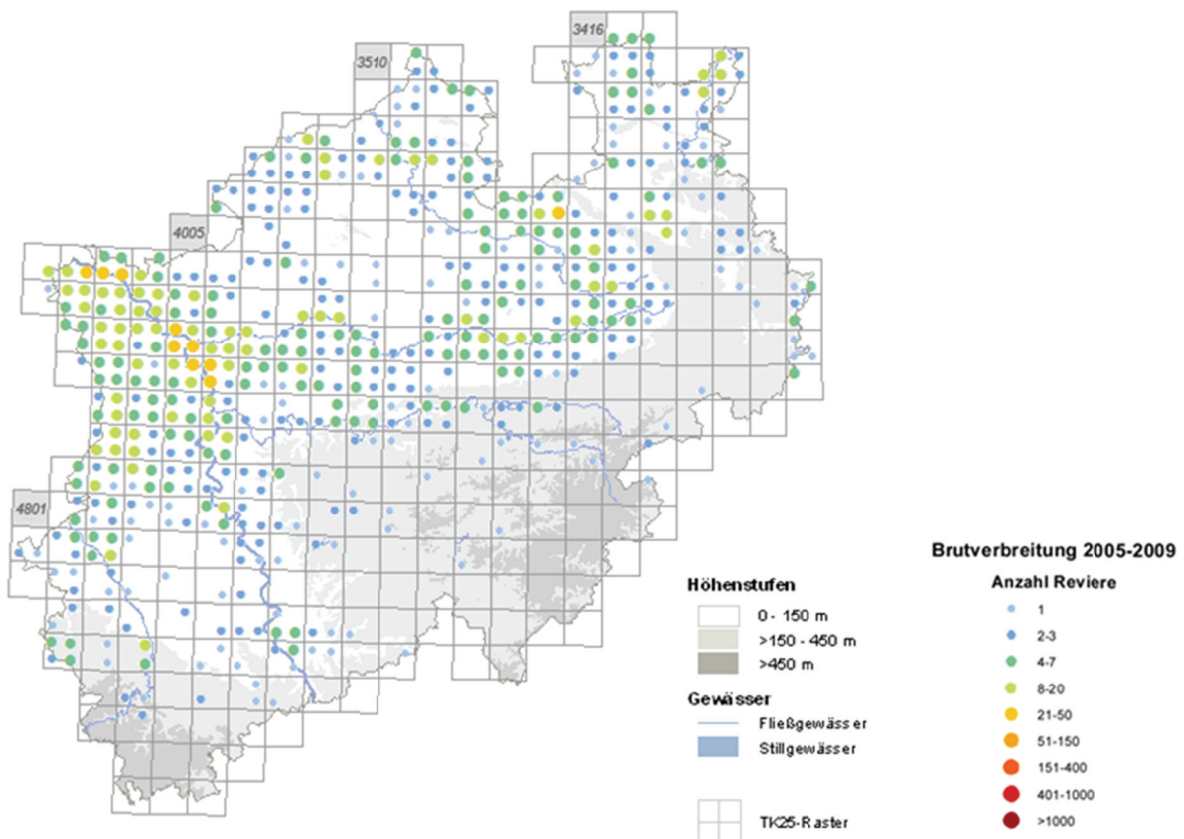 3416
3510
4005
4801
Höhenstufen
0 - 150 m
>150 - 450 m
>450 m
Gewässer
Fließgewässer
Stillgewässer
TK25-Raster
Brutverbreitung 2005-2009
Anzahl Reviere
1
2-3
4-7
8-20
21-50
51-150
151-400
401-1000
>1000